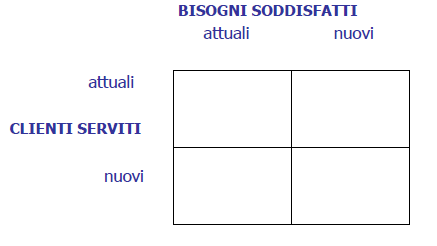 BISOGNI SODDISFATTI
attuali nuovi
attuali
CLIENTI SERVITI
nuovi